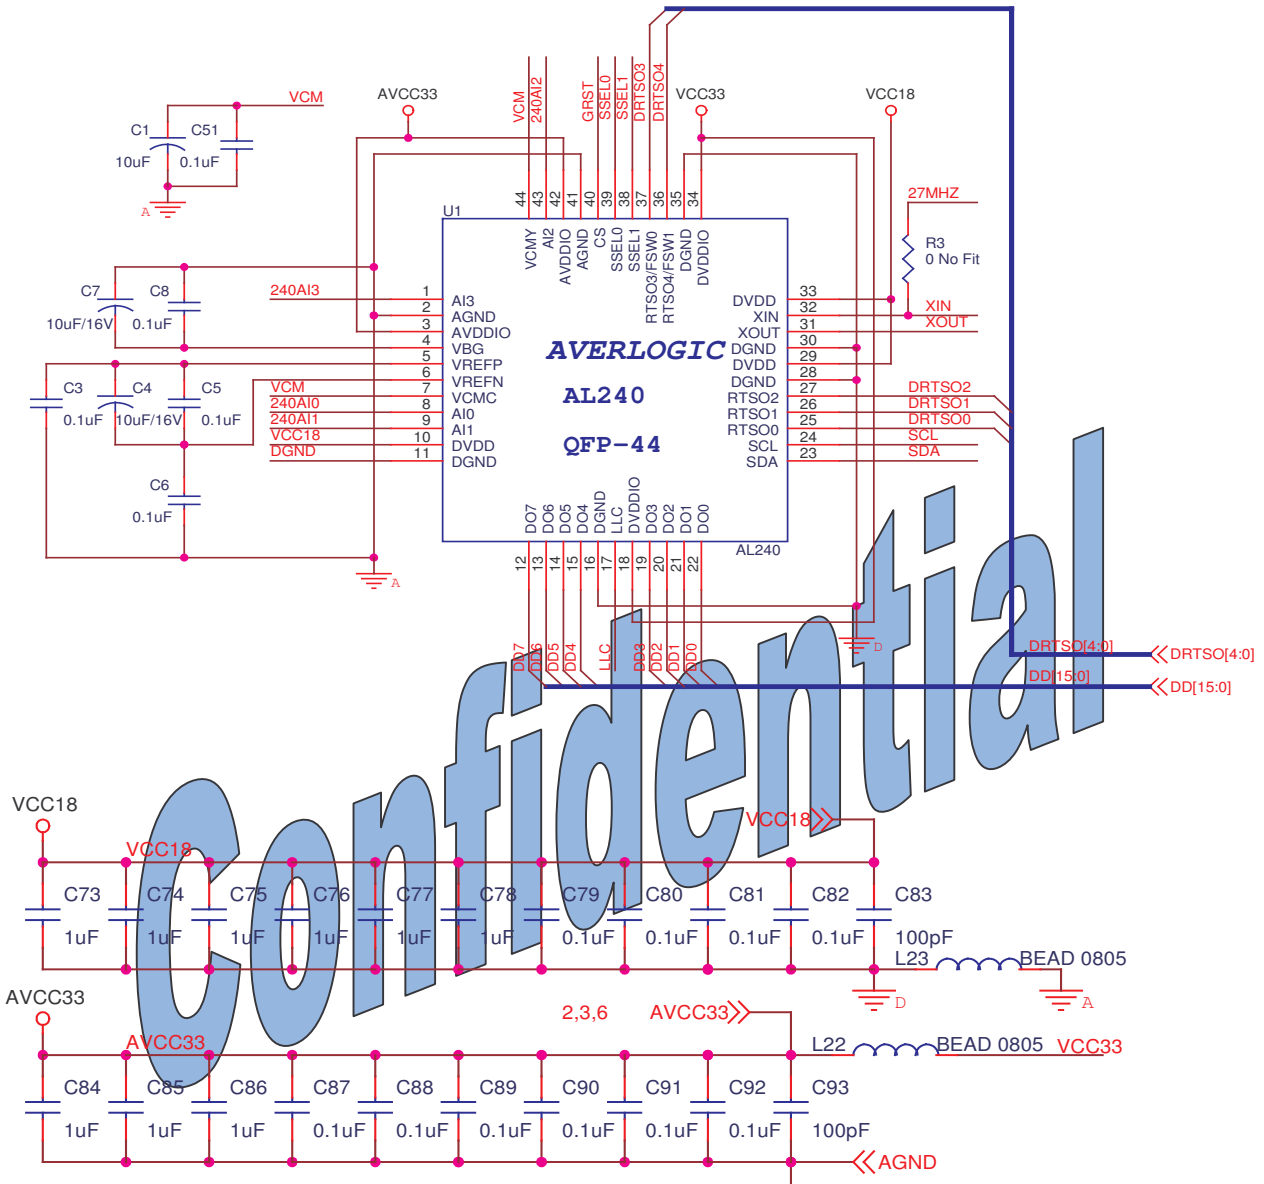 VCM
C1
C51
10uF
0.1uF
A
AVCC33
VCM
240AI2
GRST
SSEL0
SSEL1
DRTSO3
DRTSO4
VCC33
VCC18
44
43
42
41
40
39
38
37
36
35
34
U1
VCMY
AI2
AVDDIO
AGND
CS
SSEL0
SSEL1
RTSO3/FSW0
RTSO4/FSW1
DGND
DVDDIO
27MHZ
R3
0 No Fit
C7
C8
10uF/16V
0.1uF
240AI3
1
AI3
2
AGND
3
AVDDIO
4
VBG
5
VREFP
6
VREFN
VCM
7
VCMC
240AI0
8
AI0
240AI1
9
AI1
VCC18
10
DVDD
DGND
11
DGND
C3
C4
C5
0.1uF
10uF/16V
0.1uF
C6
0.1uF
A
AVERLOGIC
AL240
QFP-44
DVDD
33
XIN
32
XIN
XOUT
31
XOUT
DGND
30
DVDD
29
DGND
28
RTSO2
27
DRTSO2
RTSO1
26
DRTSO1
RTSO0
25
DRTSO0
SCL
24
SCL
SDA
23
SDA
DO7
DO6
DO5
DO4
DGND
LLC
DVDDIO
DO3
DO2
DO1
DO0
AL240
12
13
14
15
16
17
18
19
20
21
22
DD7
DD6
DD5
DD4
LLC
DD3
DD2
DD1
DD0
D
DRTSO[4:0]
DRTSO[4:0]
DD[15:0]
DD[15:0]
Confidential
VCC18
VCC18
VCC18
C73
C74
C75
C76
C77
C78
C79
C80
C81
C82
C83
1uF
1uF
1uF
1uF
1uF
1uF
0.1uF
0.1uF
0.1uF
0.1uF
100pF
L23
BEAD 0805
D
A
AVCC33
2,3,6
AVCC33
AVCC33
L22
BEAD 0805
VCC33
C84
C85
C86
C87
C88
C89
C90
C91
C92
C93
1uF
1uF
1uF
0.1uF
0.1uF
0.1uF
0.1uF
0.1uF
0.1uF
100pF
AGND